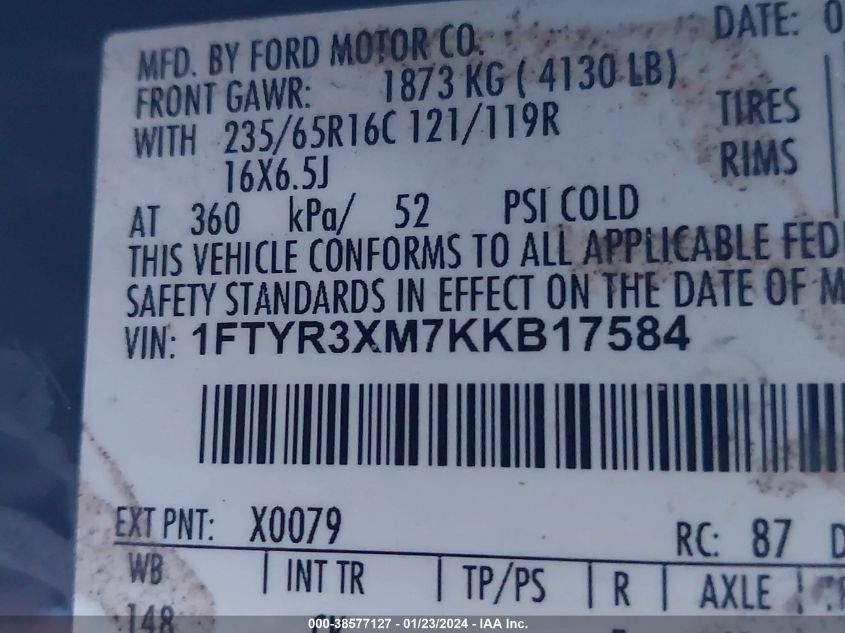 DATE: 0
MFD. BY FORD MOTOR CO.
FRONT GAWR: 1873 KG ( 4130 LB)
WITH 235/65R16C 121/119R TIRES
16X6.5J RIMS
AT 360 kPa/ 52 PSI COLD
THIS VEHICLE CONFORMS TO ALL APPLICABLE FED
SAFETY STANDARDS IN EFFECT ON THE DATE OF M
VIN: 1FTYR3XM7KKB17584
EXT PNT: X0079 RC: 87 D
WB INT TR TP/PS R AXLE
148
000-38577127 - 01/23/2024 - IAA Inc.